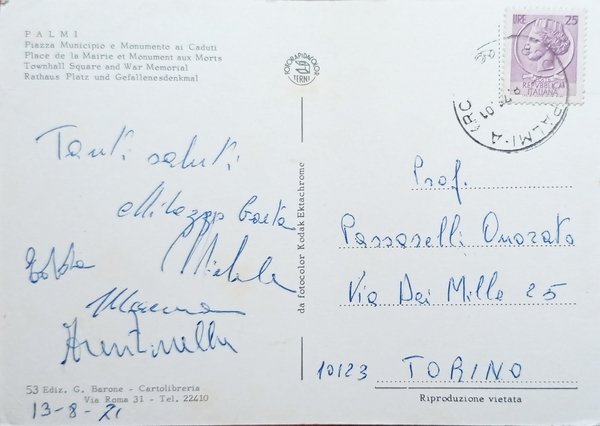 PALMI
Piazza Municipio e Monumento ai Caduti
Place de la Mairie et Monument aux Morts
Townhall Square and War Memorial
Rathaus Platz und Gefallenesdenkmal
FOTORAPIDACOLOR
TERNI
LIRE 25
REPUBBLICA
ITALIANA
PALMI-A (RC)
Tanti saluti
Milazzo
Michele
Antonella
Prof.
Passarelli Onorato
Via Dei Mille 25
10123 TORINO
da fotocolor Kodak Ektachrome
53 Ediz. G. Barone - Cartolibreria
Via Roma 31 - Tel. 22410
13-8-71
Riproduzione vietata